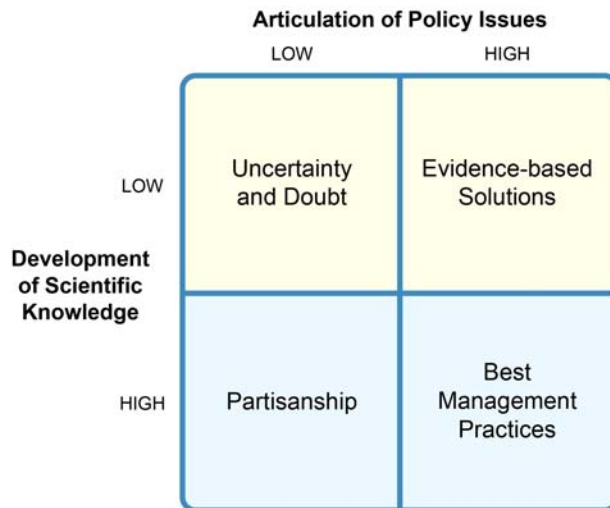 Articulation of Policy Issues
LOW
HIGH
LOW
Uncertainty
and Doubt
Evidence-based
Solutions
Development
of Scientific
Knowledge
HIGH
Partisanship
Best
Management
Practices